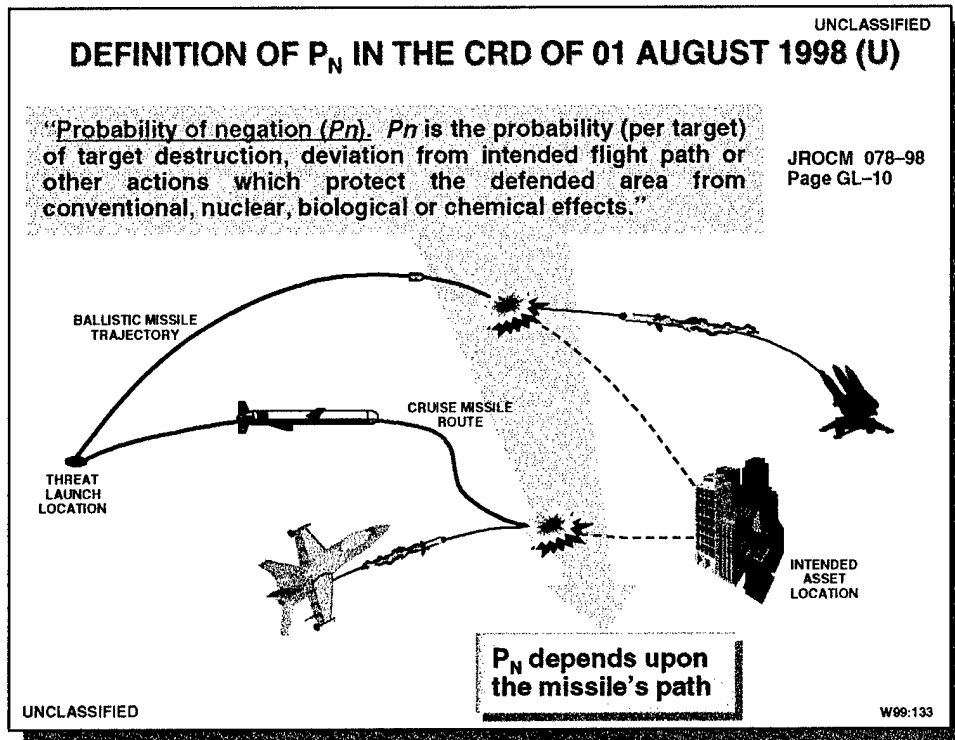 UNCLASSIFIED
DEFINITION OF PN IN THE CRD OF 01 AUGUST 1998 (U)
"Probability of negation (Pn). Pn is the probability (per target)
of target destruction, deviation from intended flight path or
other actions which protect the defended area from
conventional, nuclear, biological or chemical effects."
JROCM 078–98
Page GL–10
BALLISTIC MISSILE
TRAJECTORY
CRUISE MISSILE
ROUTE
THREAT
LAUNCH
LOCATION
INTENDED
ASSET
LOCATION
PN depends upon
the missile's path
UNCLASSIFIED
W99:133